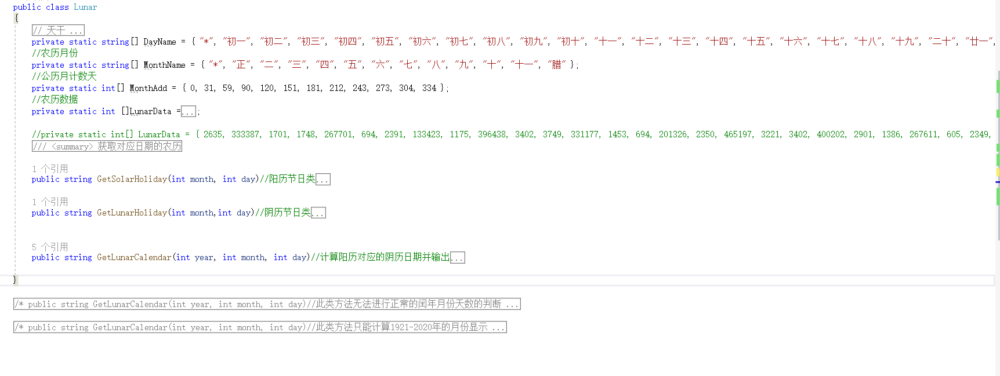 public class Lunar
{
// 天干 ...
private static string[] DayName = { "*", "初一", "初二", "初三", "初四", "初五", "初六", "初七", "初八", "初九", "初十", "十一", "十二", "十三", "十四", "十五", "十六", "十七", "十八", "十九", "二十", "廿一",
//农历月份
private static string[] MonthName = { "*", "正", "二", "三", "四", "五", "六", "七", "八", "九", "十", "十一", "腊" };
//公历月计数天
private static int[] MonthAdd = { 0, 31, 59, 90, 120, 151, 181, 212, 243, 273, 304, 334 };
//农历数据
private static int []LunarData =...;
//private static int[] LunarData = { 2635, 333387, 1701, 1748, 267701, 694, 2391, 133423, 1175, 396438, 3402, 3749, 331177, 1453, 694, 201326, 2350, 465197, 3221, 3402, 400202, 2901, 1386, 267611, 605, 2349,
/// <summary> 获取对应日期的农历
1 个引用
public string GetSolarHoliday(int month, int day)//阳历节日类...
1 个引用
public string GetLunarHoliday(int month,int day)//阴历节日类...
5 个引用
public string GetLunarCalendar(int year, int month, int day)//计算阳历对应的阴历日期并输出...
}
/* public string GetLunarCalendar(int year, int month, int day)//此类方法无法进行正常的闰年月份天数的判断 ...
/* public string GetLunarCalendar(int year, int month, int day)//此类方法只能计算1921-2020年的月份显示 ...